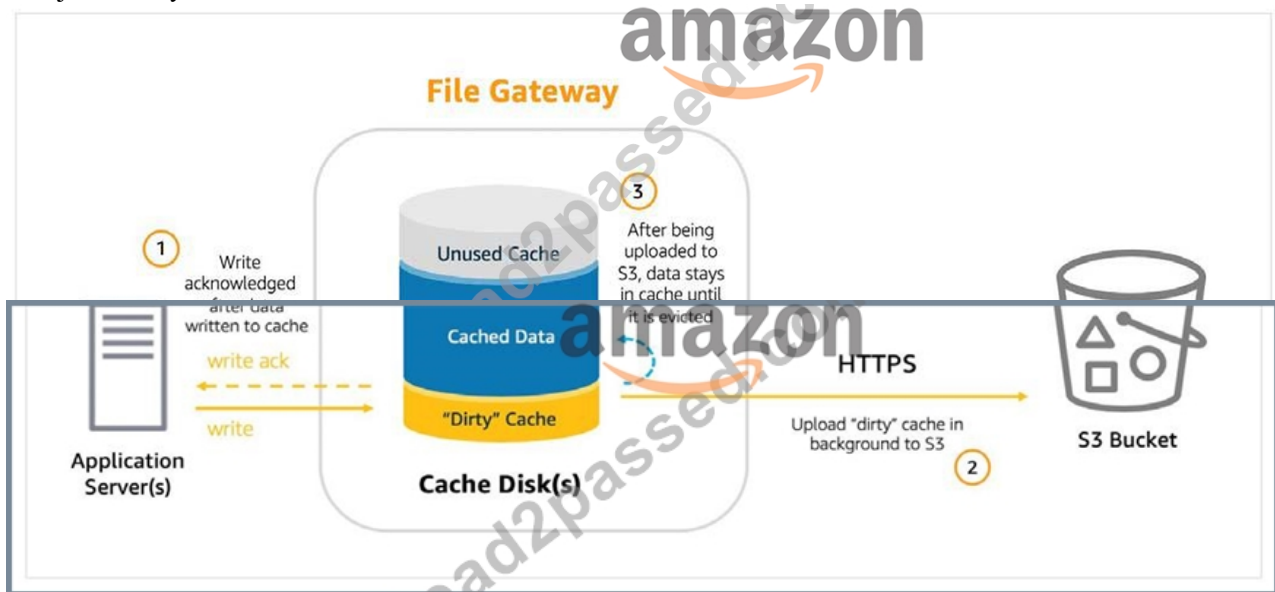 amazon
File Gateway
1
Write
acknowledged
after data
written to cache
write ack
write
Application
Server(s)
Unused Cache
Cached Data
"Dirty" Cache
Cache Disk(s)
3
After being
uploaded to
S3, data stays
in cache until
it is evicted
amazon
HTTPS
Upload "dirty" cache in
background to S3
2
S3 Bucket